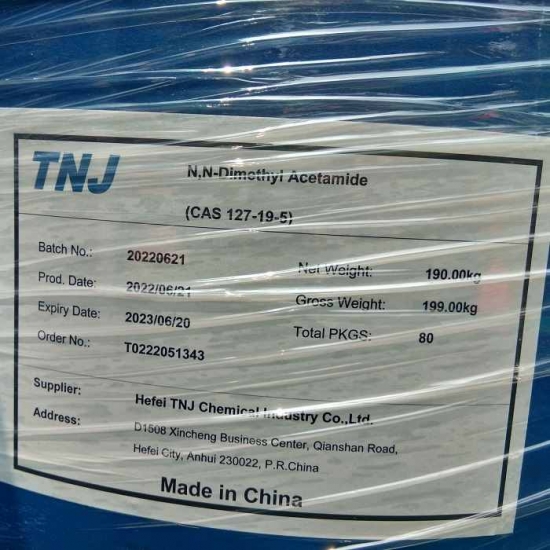 TNJ
N,N-Dimethyl Acetamide
(CAS 127-19-5)
Batch No.: 20220621
Prod. Date: 2022/06/21 Net Weight: 190.00kg
Expiry Date: 2023/06/20 Gross Weight: 199.00kg
Order No.: T0222051343 Total PKGS: 80
Supplier: Hefei TNJ Chemical Industry Co.,Ltd.
Address: D1508 Xincheng Business Center, Qianshan Road,
Hefei City, Anhui 230022, P.R.China
Made in China